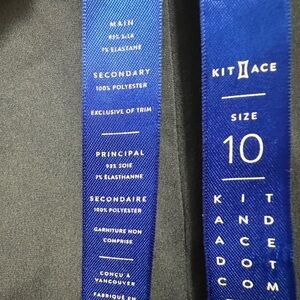 MAIN
93% SILK
7% ELASTANE
SECONDARY
100% POLYESTER
EXCLUSIVE OF TRIM
PRINCIPAL
93% SOIE
7% ÉLASTHANNE
SECONDAIRE
100% POLYESTER
GARNITURE NON
COMPRISE
CONÇU À
VANCOUVER
FABRIQUÉ EN
KIT ACE
SIZE
10
K I T
A N D
A C E
D C O
C O M